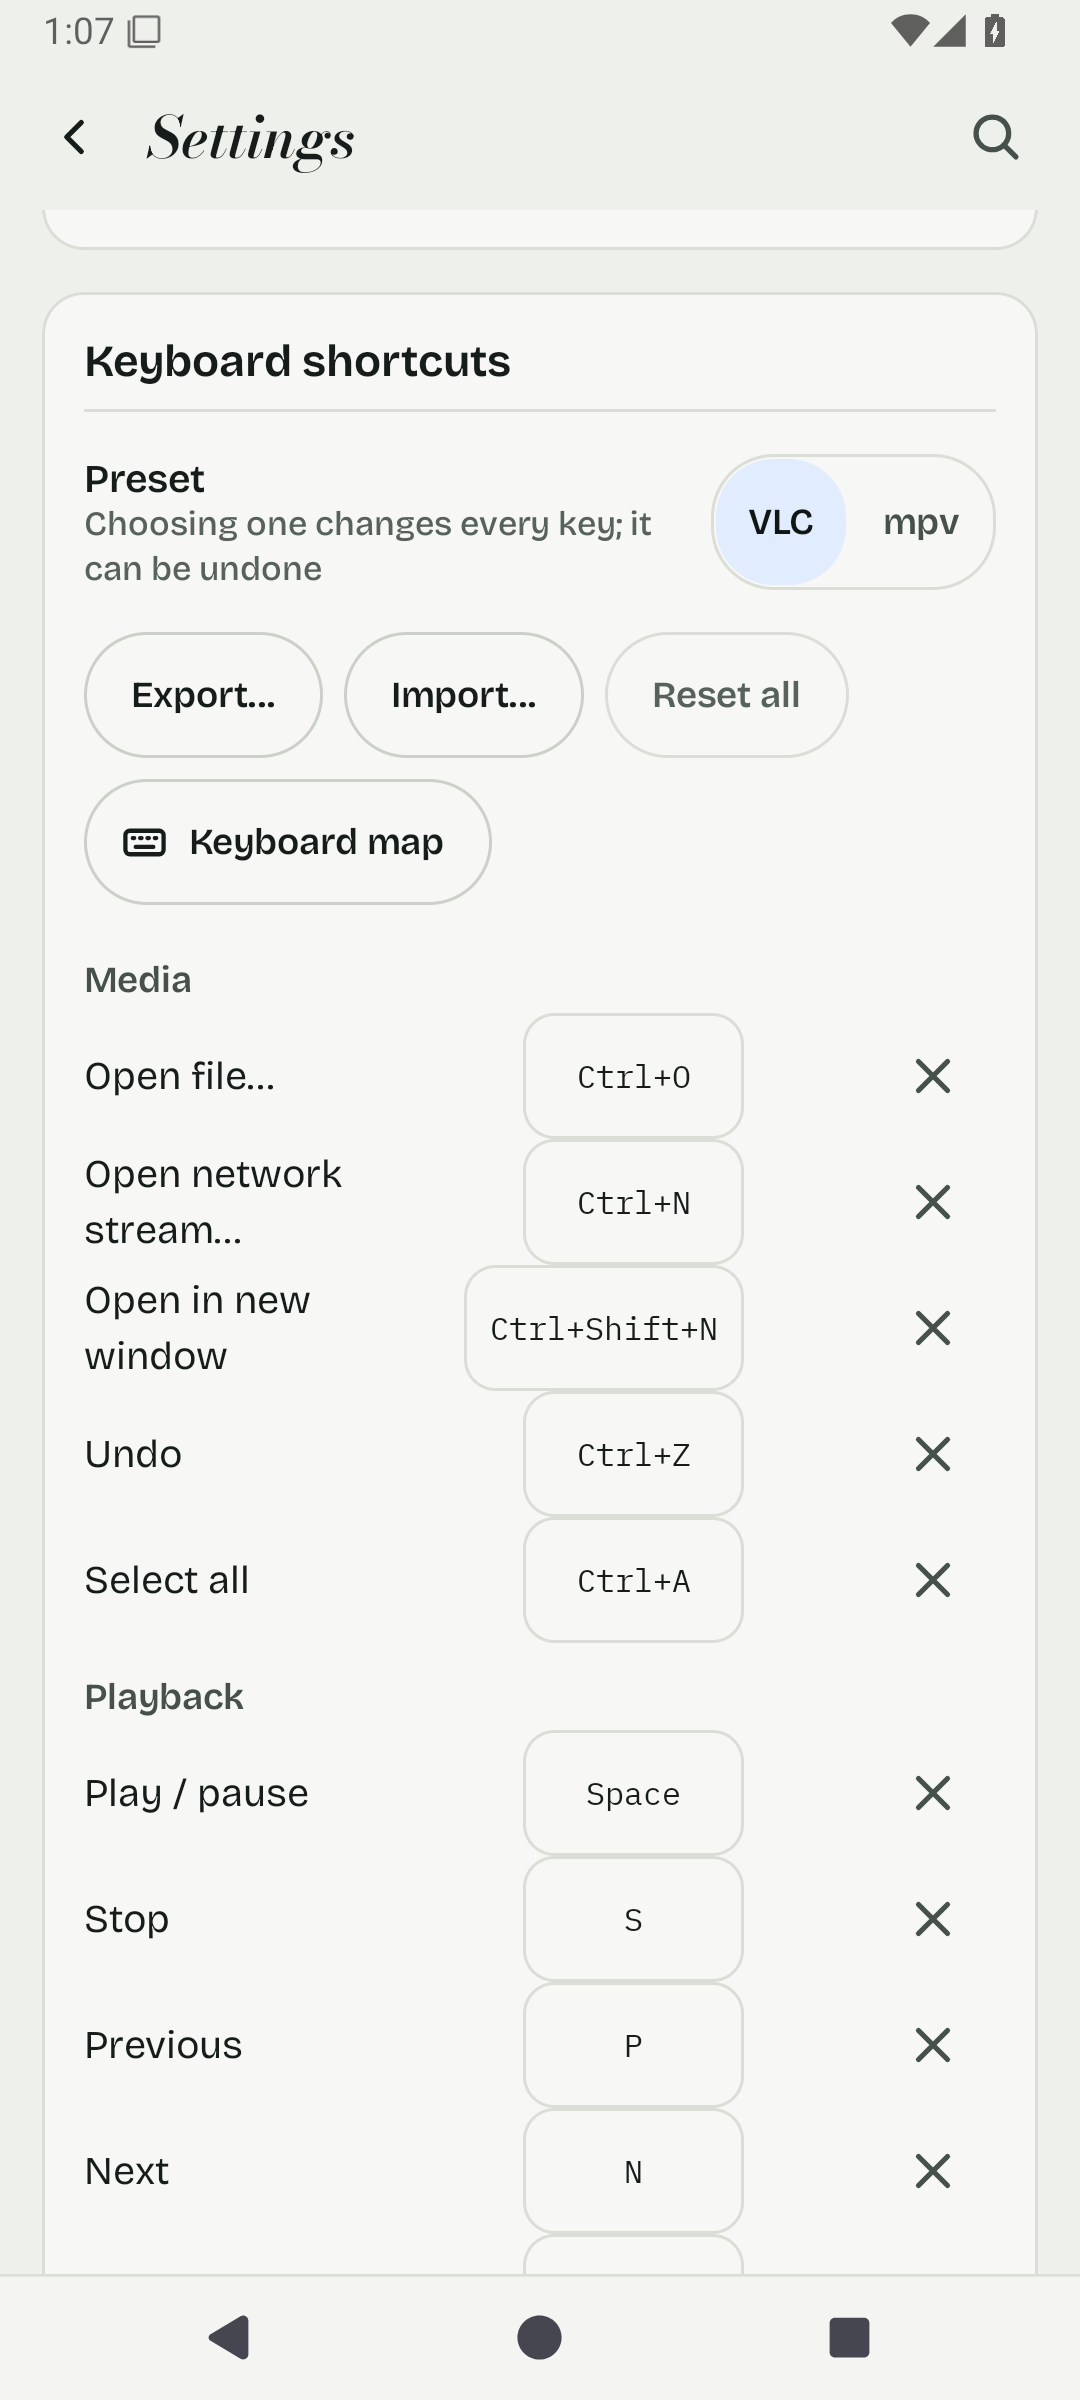 1:07
Settings
Keyboard shortcuts
Preset
Choosing one changes every key; it
can be undone
VLC
mpv
Export...
Import...
Reset all
Keyboard map
Media
Open file...
Ctrl+O
Open network
stream...
Ctrl+N
Open in new
window
Ctrl+Shift+N
Undo
Ctrl+Z
Select all
Ctrl+A
Playback
Play / pause
Space
Stop
S
Previous
P
Next
N